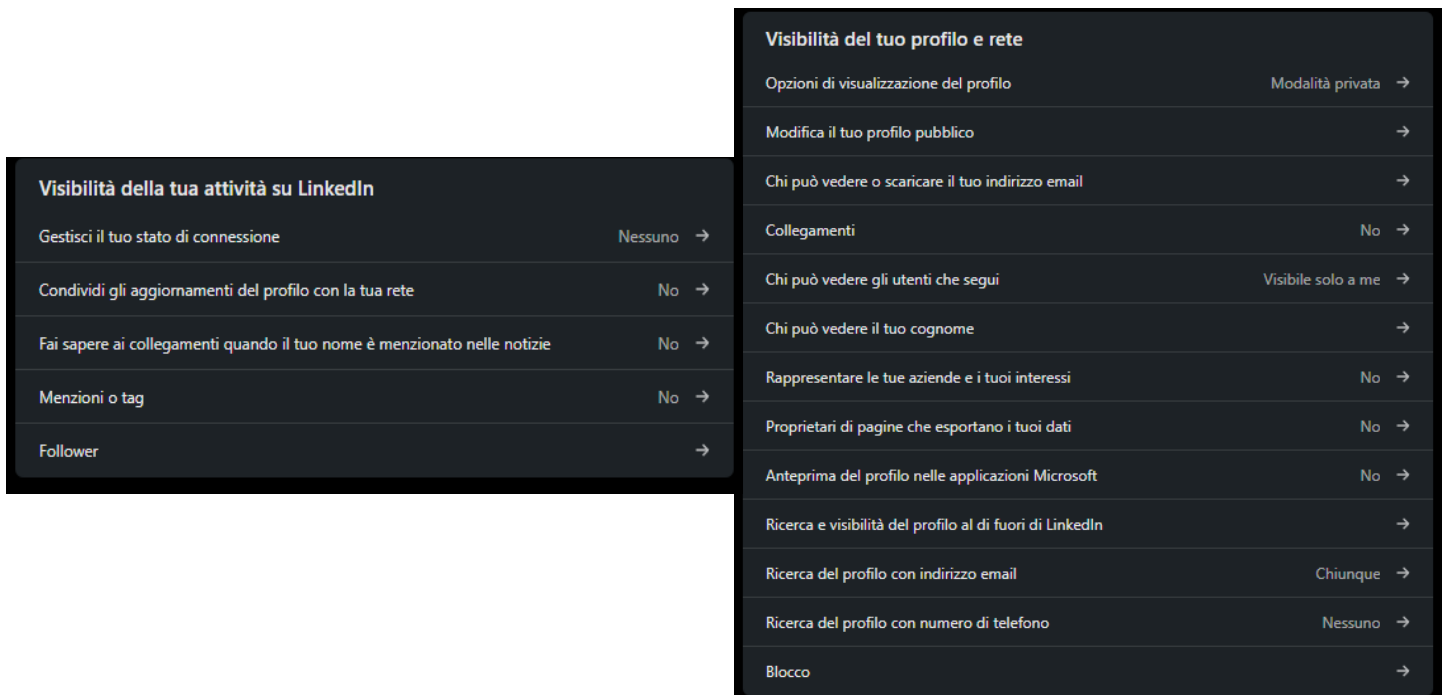 Visibilità della tua attività su LinkedIn
Gestisci il tuo stato di connessione Nessuno →
Condividi gli aggiornamenti del profilo con la tua rete No →
Fai sapere ai collegamenti quando il tuo nome è menzionato nelle notizie No →
Menzioni o tag No →
Follower →
Visibilità del tuo profilo e rete
Opzioni di visualizzazione del profilo Modalità privata →
Modifica il tuo profilo pubblico →
Chi può vedere o scaricare il tuo indirizzo email →
Collegamenti No →
Chi può vedere gli utenti che segui Visibile solo a me →
Chi può vedere il tuo cognome →
Rappresentare le tue aziende e i tuoi interessi No →
Proprietari di pagine che esportano i tuoi dati No →
Anteprima del profilo nelle applicazioni Microsoft No →
Ricerca e visibilità del profilo al di fuori di LinkedIn →
Ricerca del profilo con indirizzo email Chiunque →
Ricerca del profilo con numero di telefono Nessuno →
Blocco →